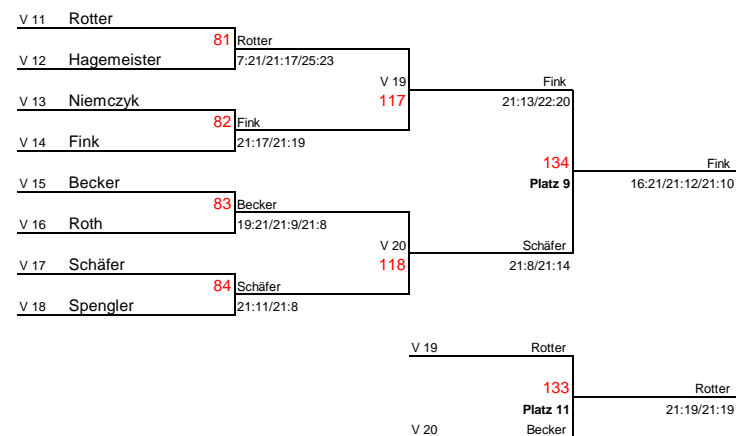 V 11 Rotter
81 Rotter
V 12 Hagemeister 7:21/21:17/25:23
V 19 Fink
V 13 Niemczyk 117 21:13/22:20
82 Fink
V 14 Fink 21:17/21:19
134 Fink
V 15 Becker Platz 9 16:21/21:12/21:10
83 Becker
V 16 Roth 19:21/21:9/21:8
V 20 Schäfer
V 17 Schäfer 118 21:8/21:14
84 Schäfer
V 18 Spengler 21:11/21:8
V 19 Rotter
133 Rotter
Platz 11 21:19/21:19
V 20 Becker